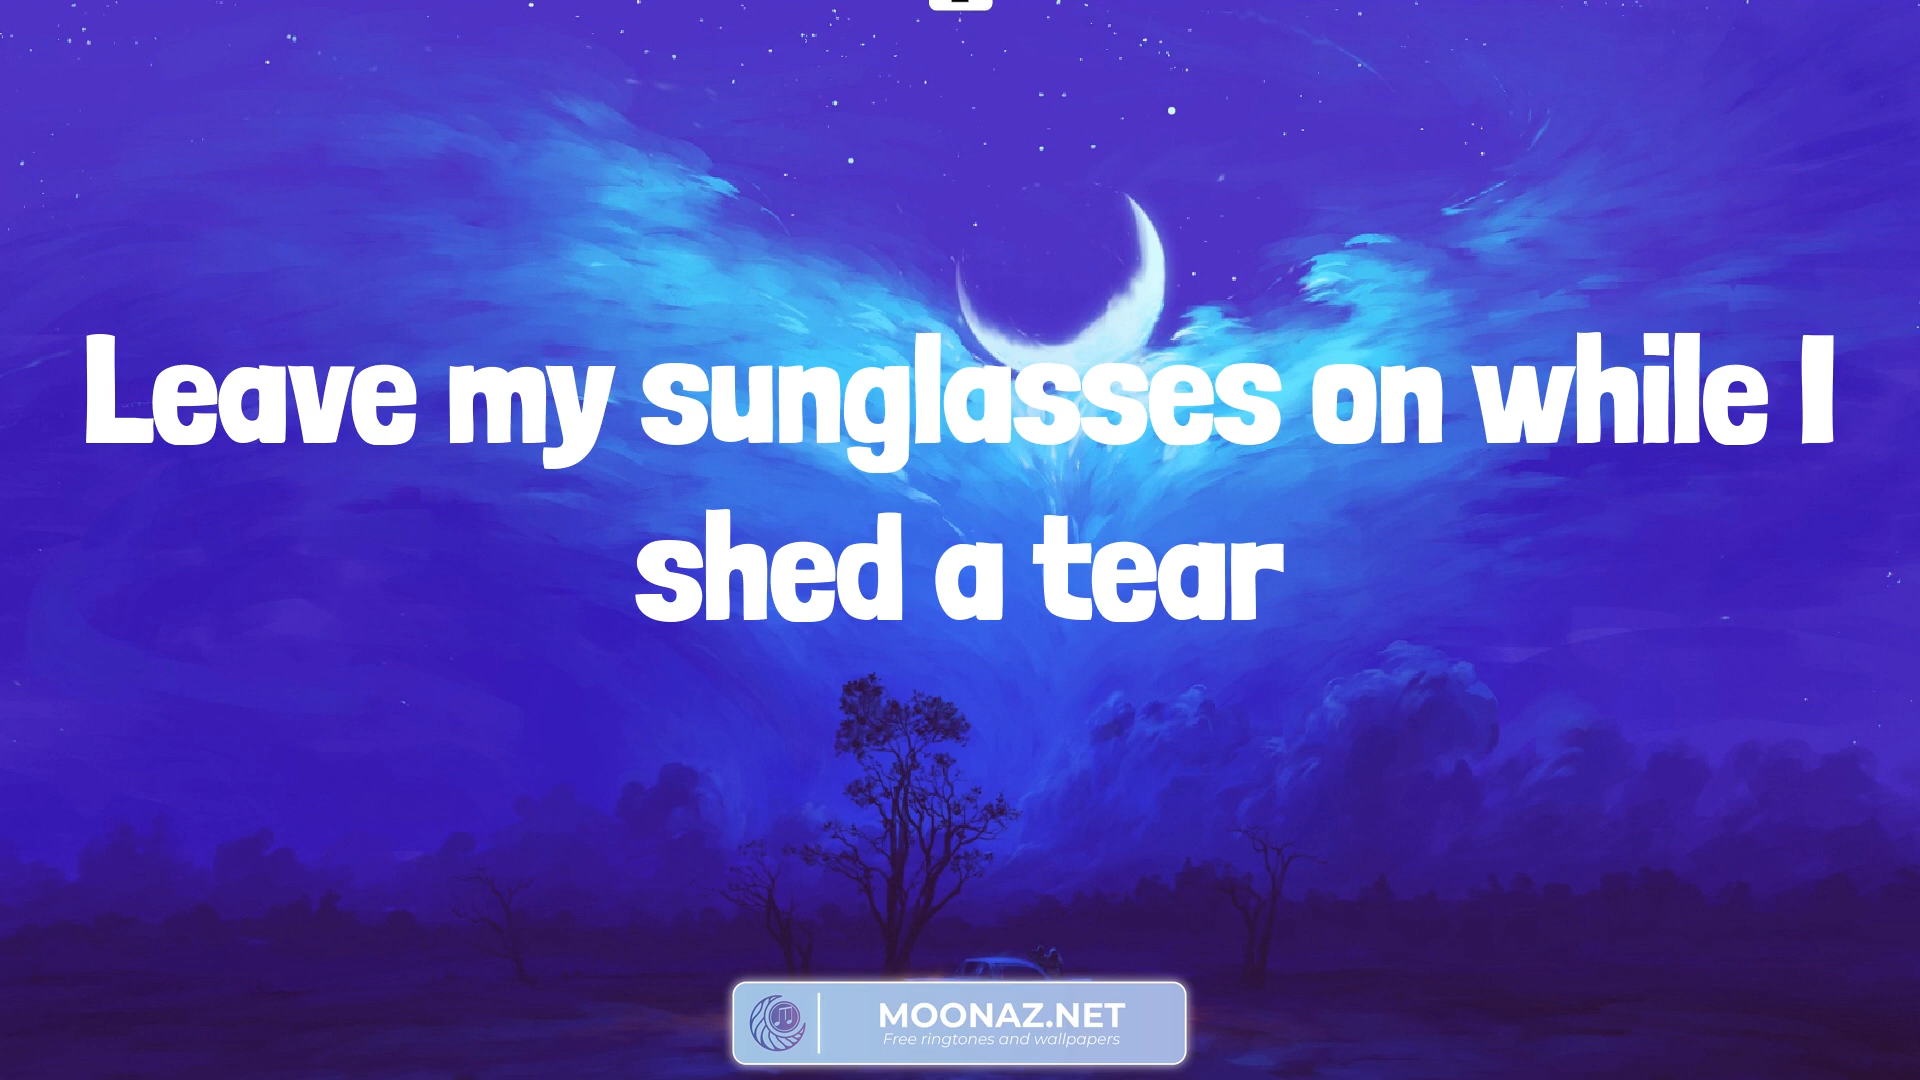 Leave my sunglasses on while I
shed a tear
MOONAZ.NET
Free ringtones and wallpapers